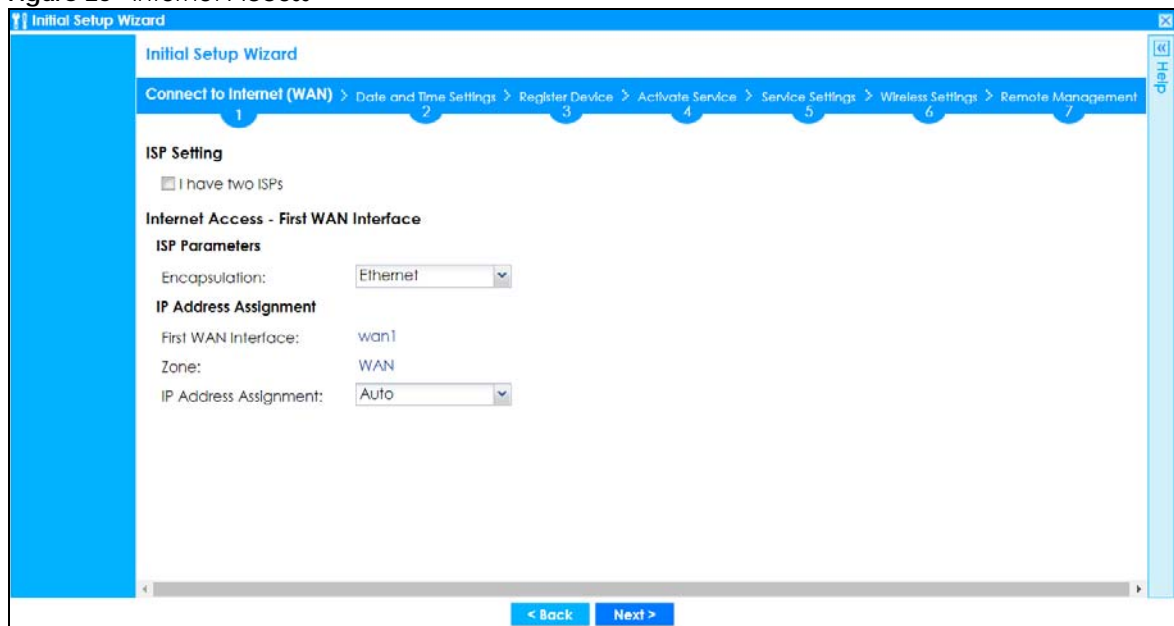 Initial Setup Wizard
Initial Setup Wizard
Help
Connect to Internet (WAN) > Date and Time Settings > Register Device > Activate Service > Service Settings > Wireless Settings > Remote Management
1 2 3 4 5 6 7
ISP Setting
I have two ISPs
Internet Access - First WAN Interface
ISP Parameters
Encapsulation: Ethernet
IP Address Assignment
First WAN Interface: wan1
Zone: WAN
IP Address Assignment: Auto
< Back Next >